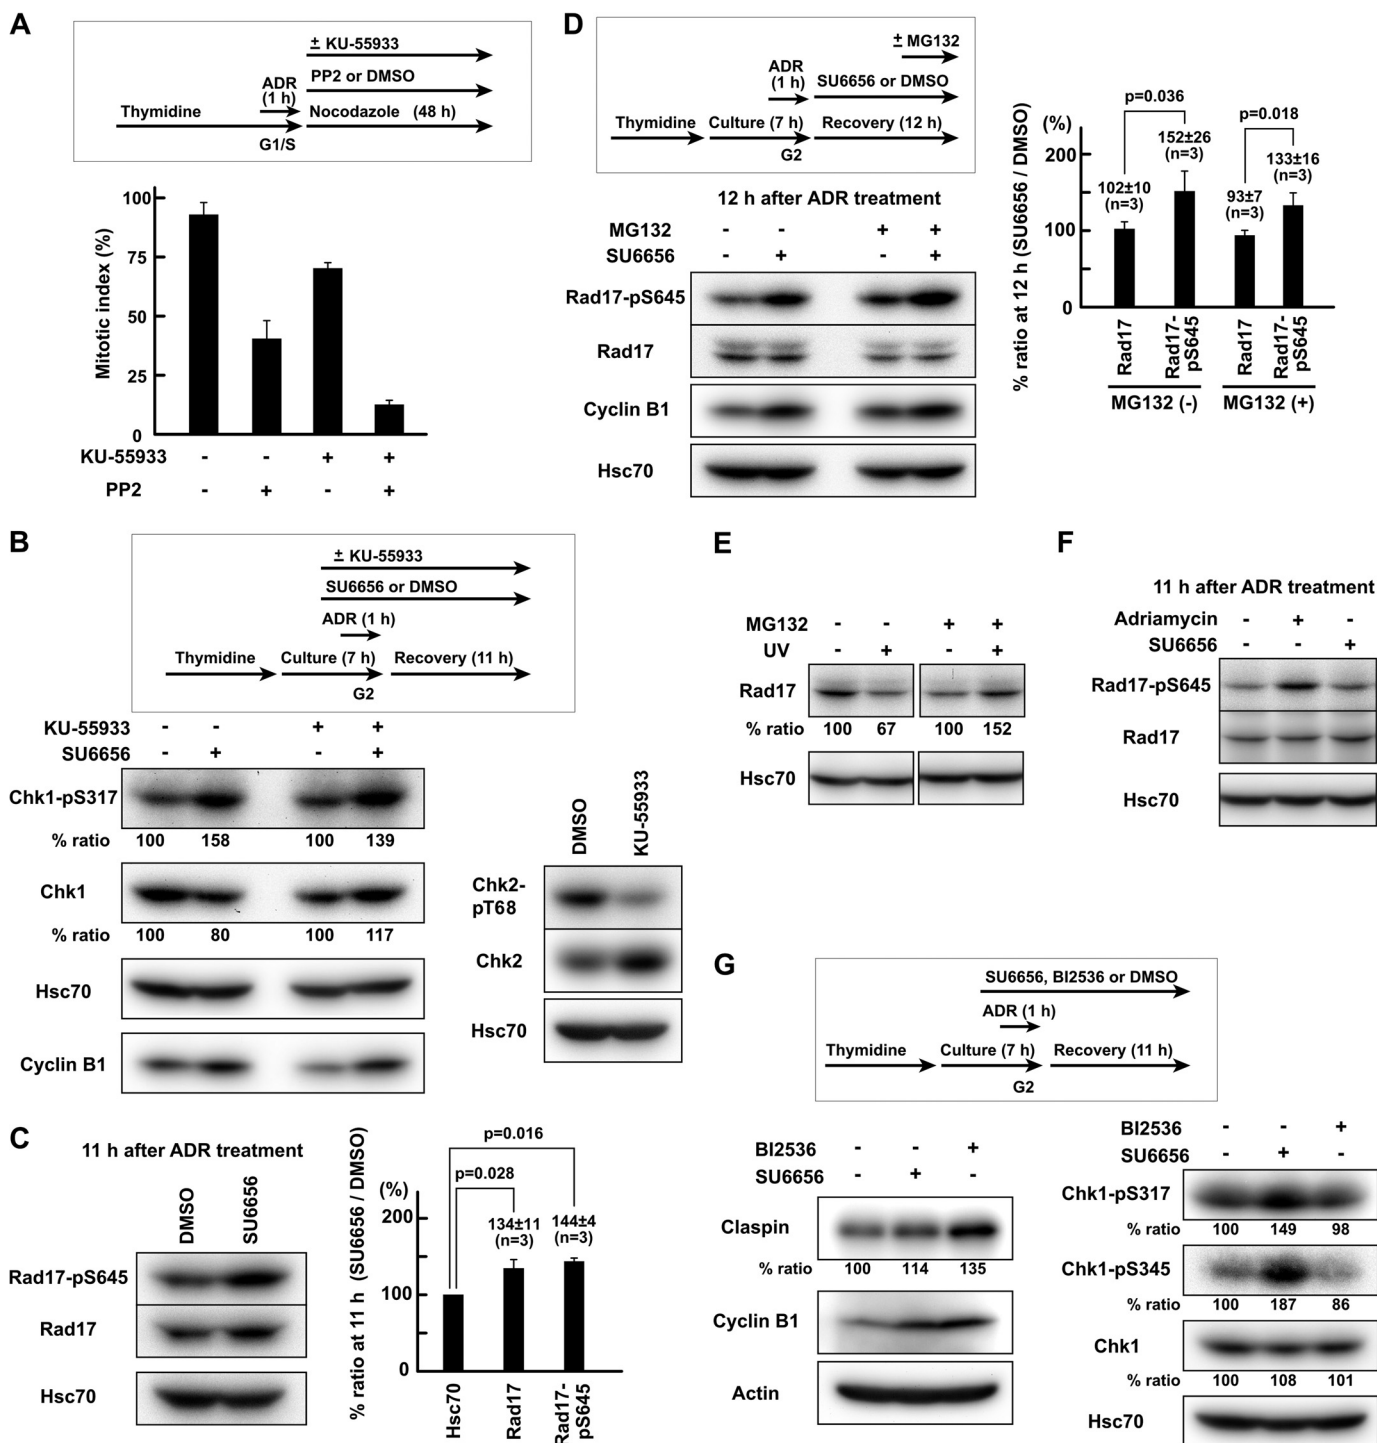 A
± KU-55933
ADR
(1 h)
PP2 or DMSO
Thymidine
Nocodazole (48 h)
G1/S
Mitotic index (%)
100
75
50
25
0
KU-55933 - - + +
PP2 - + - +
B
± KU-55933
SU6656 or DMSO
ADR (1 h)
Thymidine
Culture (7 h)
Recovery (11 h)
G2
KU-55933 - - + +
SU6656 - + - +
Chk1-pS317
% ratio 100 158 100 139
Chk1
% ratio 100 80 100 117
Hsc70
Cyclin B1
DMSO
KU-55933
Chk2-
pT68
Chk2
Hsc70
C
11 h after ADR treatment
DMSO
SU6656
Rad17-pS645
Rad17
Hsc70
% ratio at 11 h (SU6656 / DMSO)
(%)
200
100
0
p=0.016
p=0.028
134±11
(n=3)
144±4
(n=3)
Hsc70
Rad17
Rad17-
pS645
D
± MG132
ADR
(1 h)
SU6656 or DMSO
Thymidine
Culture (7 h)
Recovery (12 h)
G2
12 h after ADR treatment
MG132 - - + +
SU6656 - + - +
Rad17-pS645
Rad17
Cyclin B1
Hsc70
% ratio at 12 h (SU6656 / DMSO)
(%)
200
100
0
p=0.036
152±26
(n=3)
102±10
(n=3)
p=0.018
133±16
(n=3)
93±7
(n=3)
Rad17
Rad17-
pS645
Rad17
Rad17-
pS645
MG132 (-)
MG132 (+)
E
MG132 - - + +
UV - + - +
Rad17
% ratio 100 67 100 152
Hsc70
F
11 h after ADR treatment
Adriamycin - + -
SU6656 - - +
Rad17-pS645
Rad17
Hsc70
G
SU6656, BI2536 or DMSO
ADR (1 h)
Thymidine
Culture (7 h)
Recovery (11 h)
G2
BI2536 - - +
SU6656 - + -
Claspin
% ratio 100 114 135
Cyclin B1
Actin
BI2536 - - +
SU6656 - + -
Chk1-pS317
% ratio 100 149 98
Chk1-pS345
% ratio 100 187 86
Chk1
% ratio 100 108 101
Hsc70